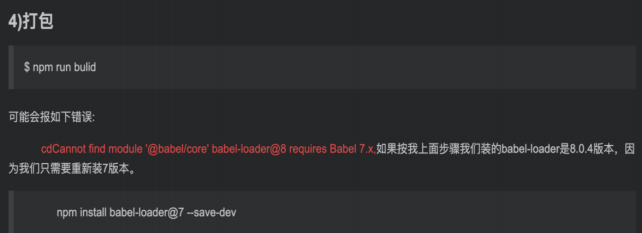 4)打包
$ npm run bulid
可能会报如下错误:
cdCannot find module '@babel/core' babel-loader@8 requires Babel 7.x,如果按我上面步骤我们装的babel-loader是8.0.4版本，因
为我们只需要重新装7版本。
npm install babel-loader@7 --save-dev